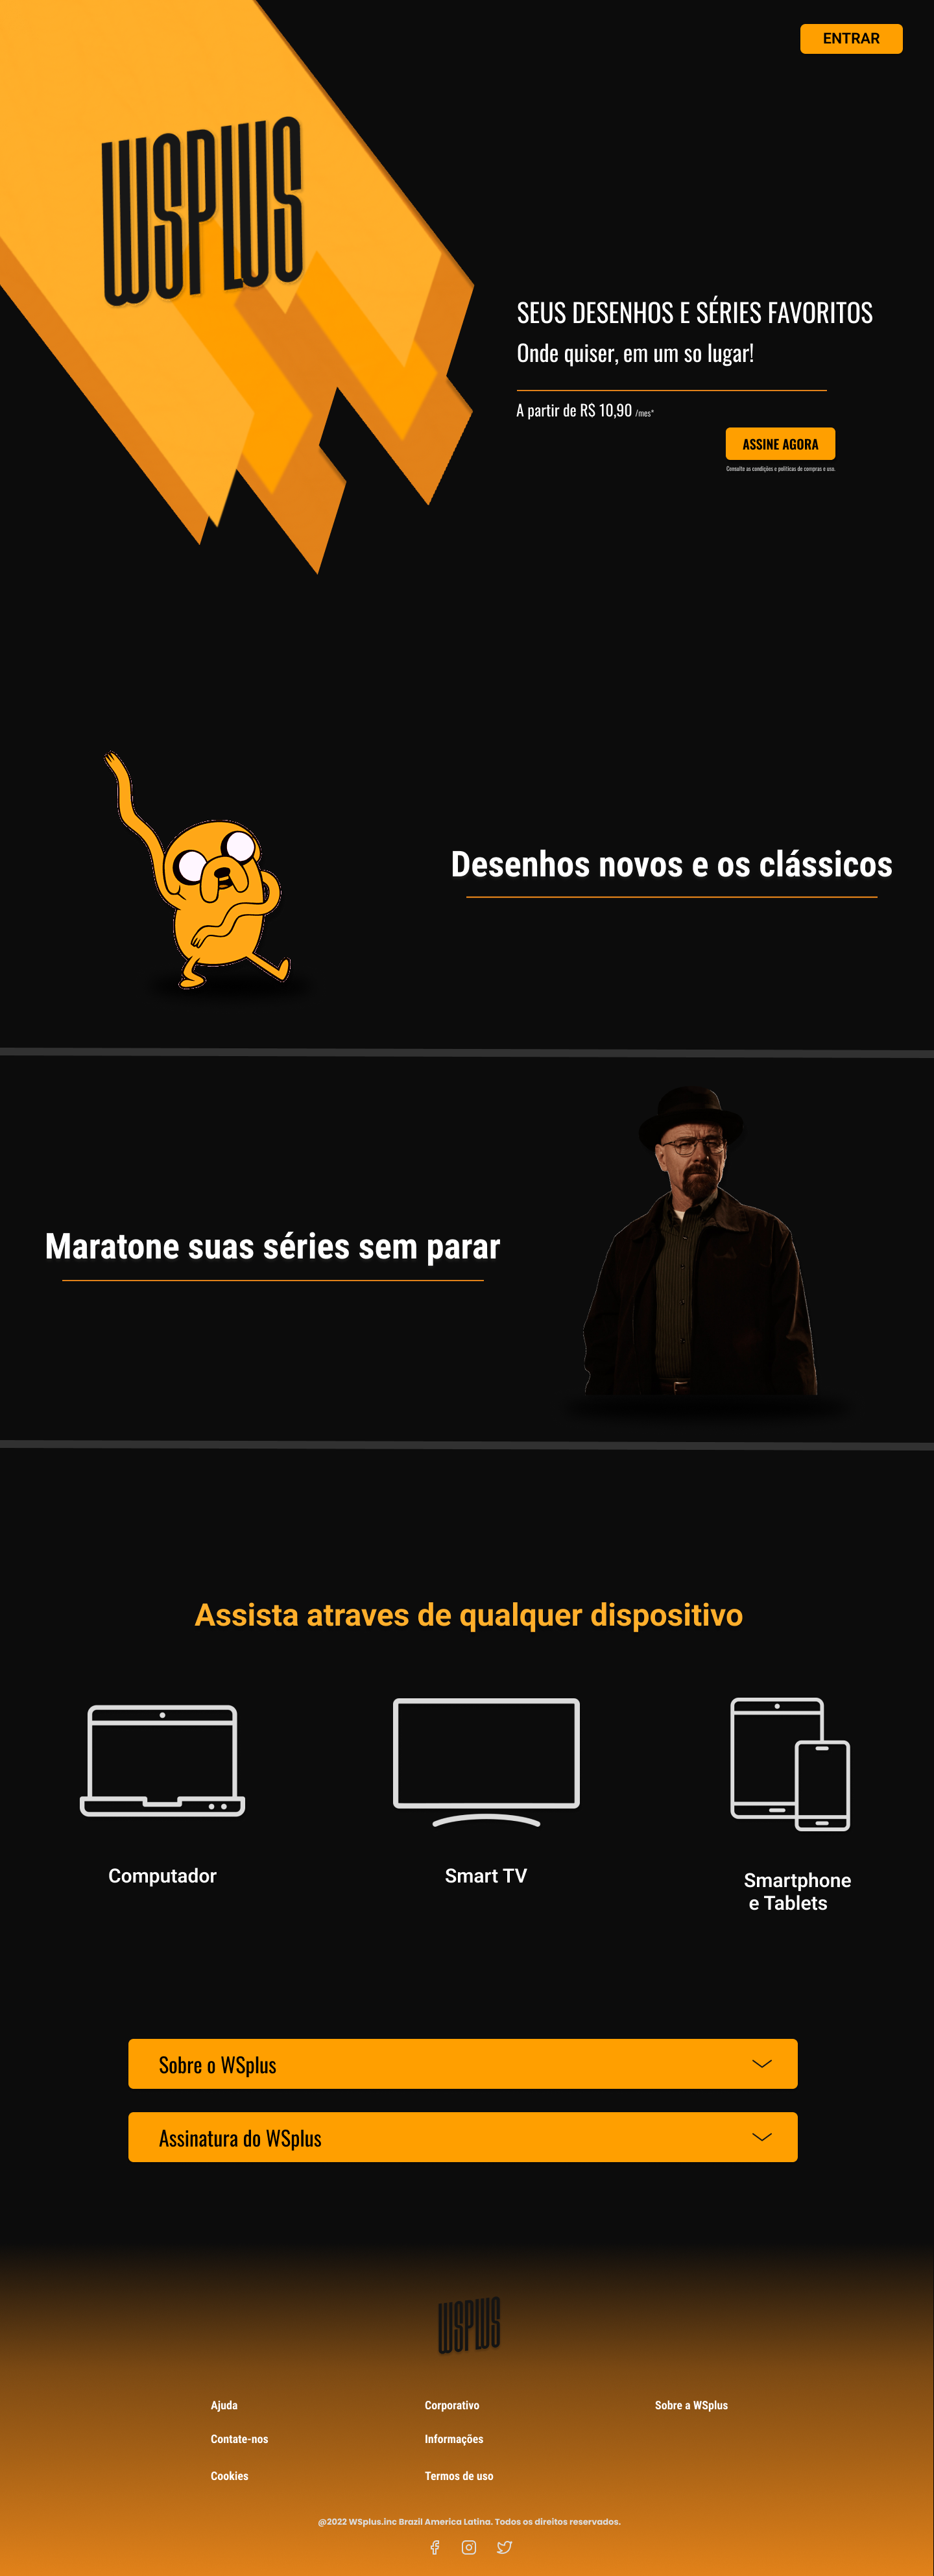 ENTRAR
WSPLUS
SEUS DESENHOS E SÉRIES FAVORITOS
Onde quiser, em um so lugar!
A partir de R$ 10,90 /mes*
ASSINE AGORA
Consulte as condições e políticas de compras e uso.
Desenhos novos e os clássicos
Maratone suas séries sem parar
Assista atraves de qualquer dispositivo
Computador
Smart TV
Smartphone
e Tablets
Sobre o WSplus
Assinatura do WSplus
WSPLUS
Ajuda
Corporativo
Sobre a WSplus
Contate-nos
Informações
Cookies
Termos de uso
@2022 WSplus.inc Brazil America Latina. Todos os direitos reservados.